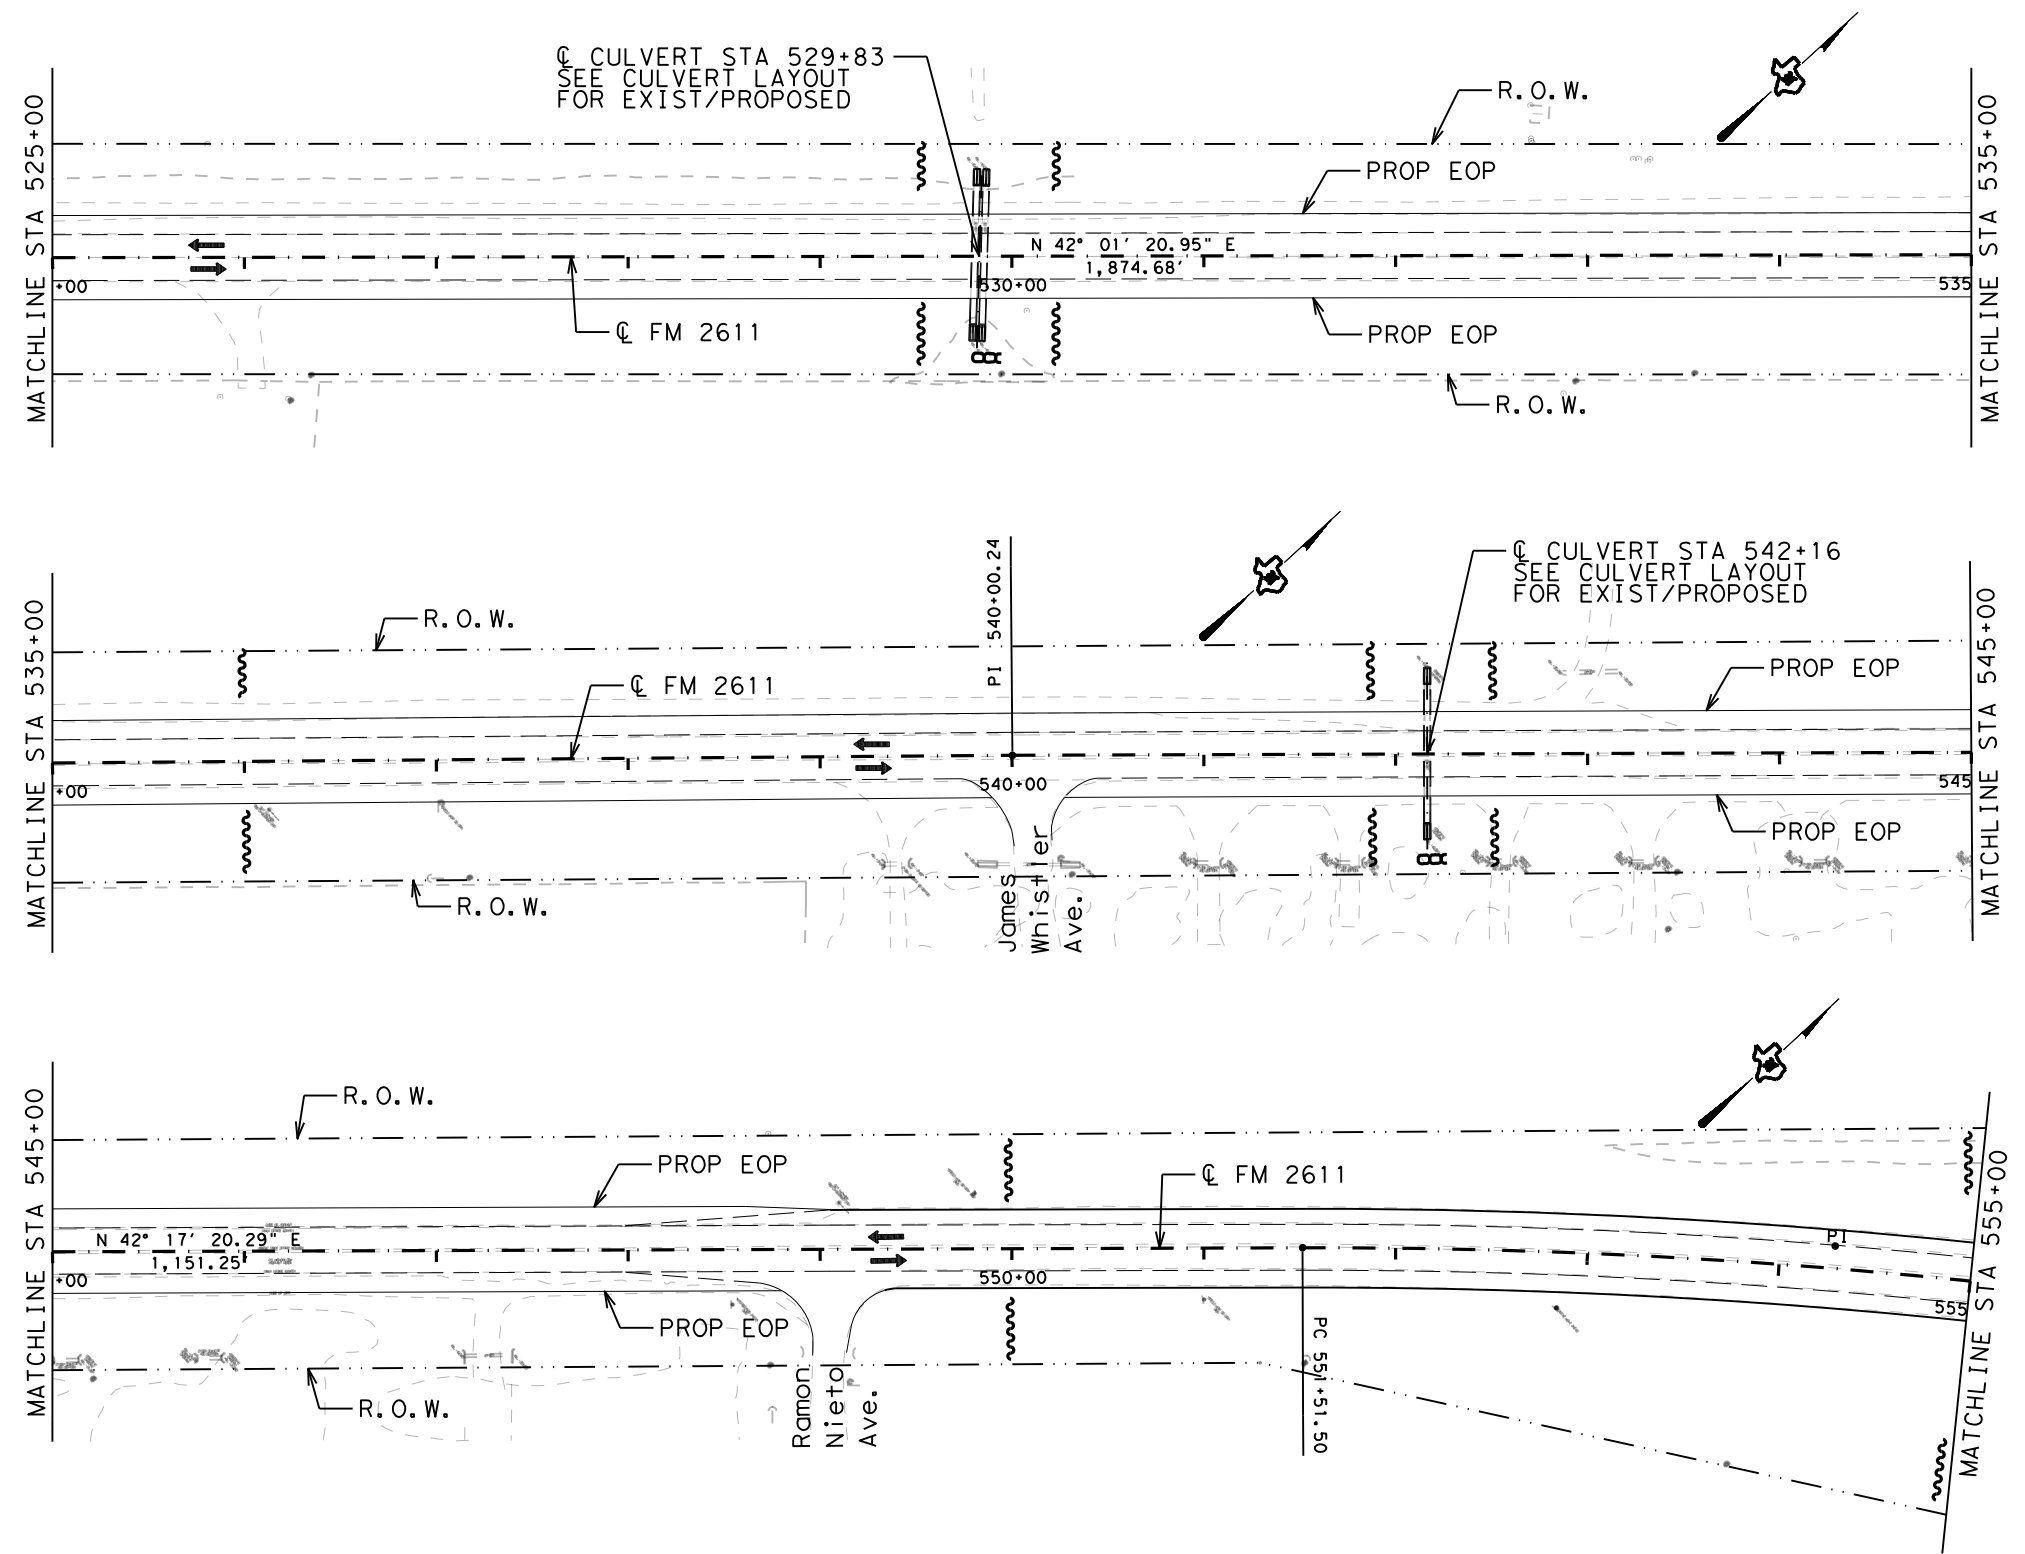 ℄ CULVERT STA 529+83
SEE CULVERT LAYOUT
FOR EXIST/PROPOSED
R.O.W.
PROP EOP
MATCHLINE STA 525+00
MATCHLINE STA 535+00
N 42° 01' 20.95" E
1,874.68'
+00
530+00
535
℄ FM 2611
PROP EOP
R.O.W.
℄ CULVERT STA 542+16
SEE CULVERT LAYOUT
FOR EXIST/PROPOSED
PI 540+00.24
R.O.W.
℄ FM 2611
PROP EOP
MATCHLINE STA 535+00
MATCHLINE STA 545+00
+00
540+00
545
PROP EOP
R.O.W.
James
Whistler
Ave.
R.O.W.
PROP EOP
℄ FM 2611
MATCHLINE STA 545+00
MATCHLINE STA 555+00
PI
N 42° 17' 20.29" E
1,151.25'
+00
550+00
555
PROP EOP
PC 551+51.50
R.O.W.
Ramon
Nieto
Ave.